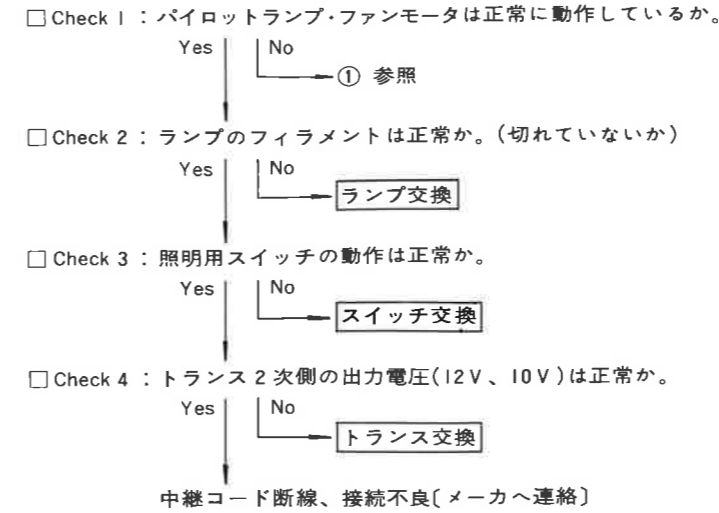 □Check 1：パイロットランプ・ファンモータは正常に動作しているか。
Yes No
① 参照
□Check 2：ランプのフィラメントは正常か。（切れていないか）
Yes No
ランプ交換
□Check 3：照明用スイッチの動作は正常か。
Yes No
スイッチ交換
□Check 4：トランス2次側の出力電圧(12V、10V)は正常か。
Yes No
トランス交換
中継コード断線、接続不良〔メーカへ連絡〕